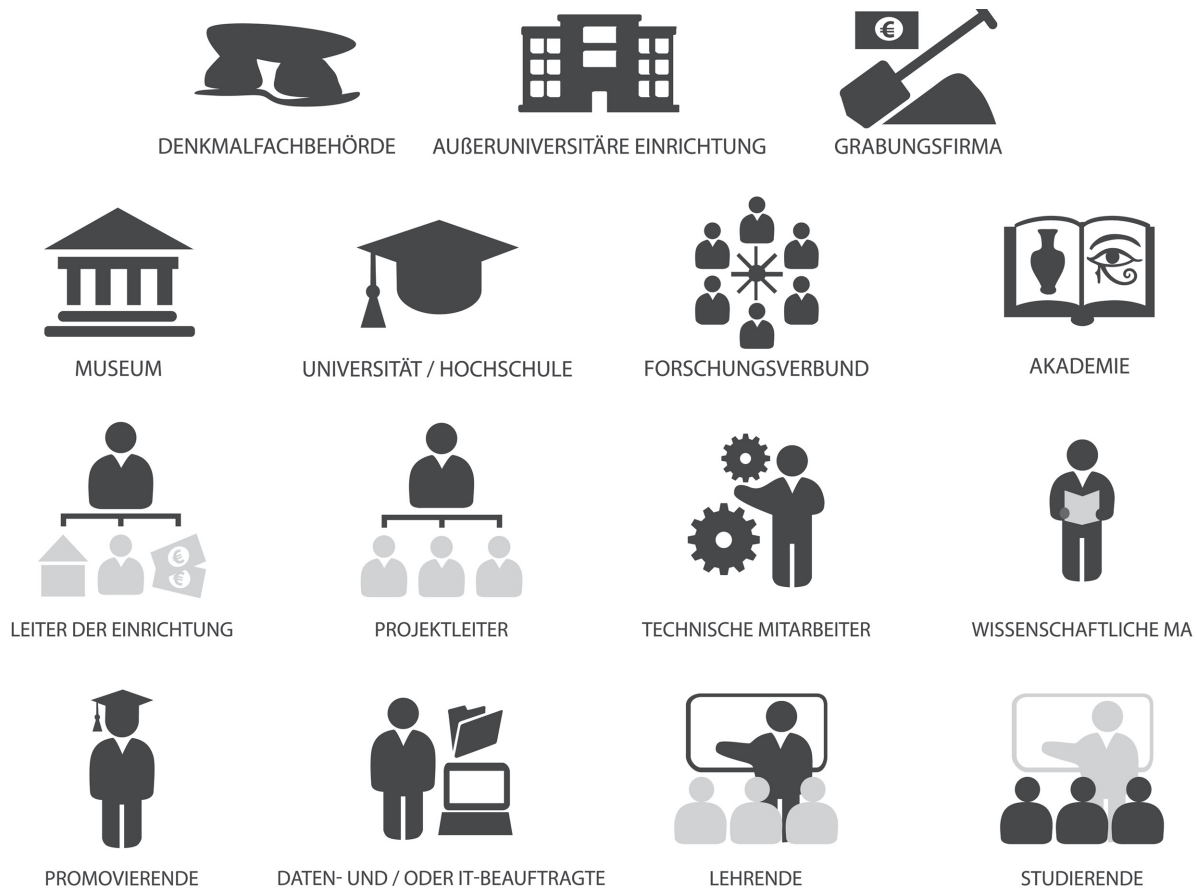 €
DENKMALFACHBEHÖRDE
AUßERUNIVERSITÄRE EINRICHTUNG
GRABUNGSFIRMA
MUSEUM
UNIVERSITÄT / HOCHSCHULE
FORSCHUNGSVERBUND
AKADEMIE
€
€
LEITER DER EINRICHTUNG
PROJEKTLEITER
TECHNISCHE MITARBEITER
WISSENSCHAFTLICHE MA
PROMOVIERENDE
DATEN- UND / ODER IT-BEAUFTRAGTE
LEHRENDE
STUDIERENDE